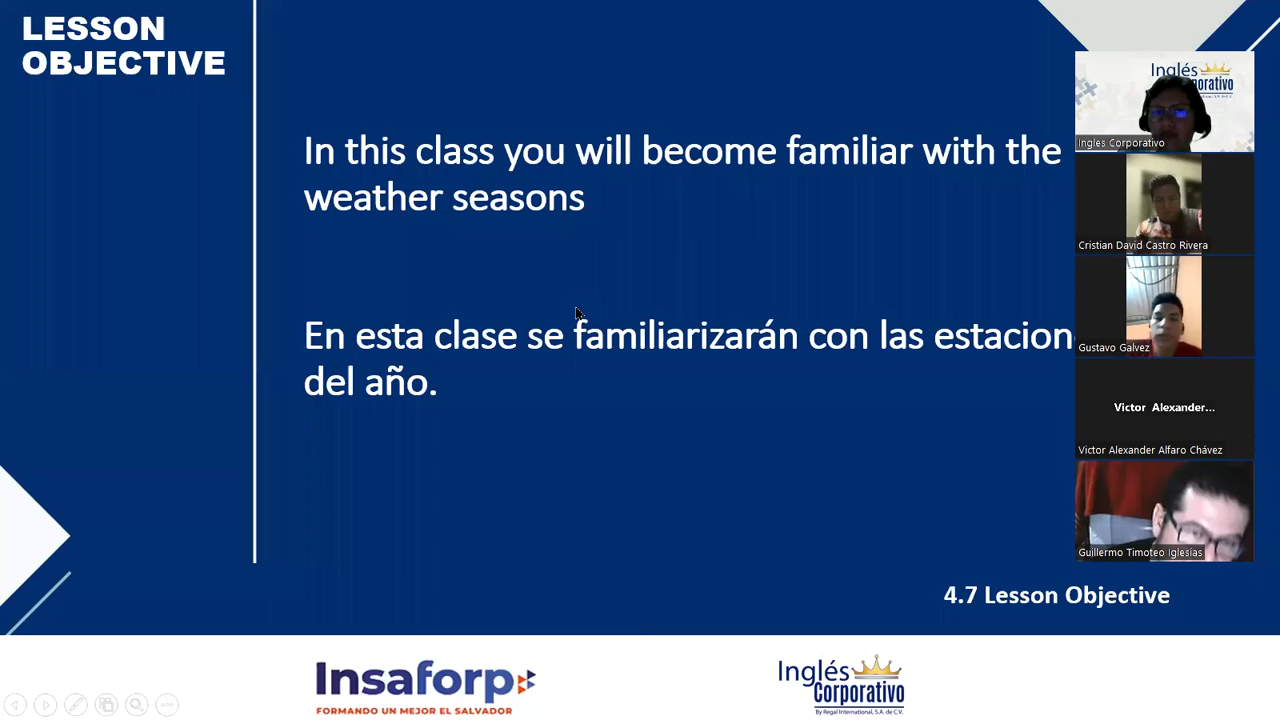 LESSON
OBJECTIVE
In this class you will become familiar with the
weather seasons
En esta clase se familiarizarán con las estacion
del año.
4.7 Lesson Objective
Insaforp
FORMANDO UN MEJOR EL SALVADOR
Inglés
Corporativo
By Regal International, S.A. de C.V.
Inglés
orativo
Ingles Corporativo
Cristian David Castro Rivera
Gustavo Galvez
Victor Alexander...
Victor Alexander Alfaro Chávez
Guillermo Timoteo Iglesias